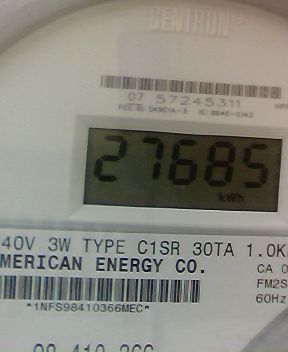 CENTRON
07 57245311
27685
kWh
40V 3W TYPE C1SR 30TA 1.0K
MERICAN ENERGY CO.
CA 0
FM2S
60Hz
*1NFS98410366MEC*